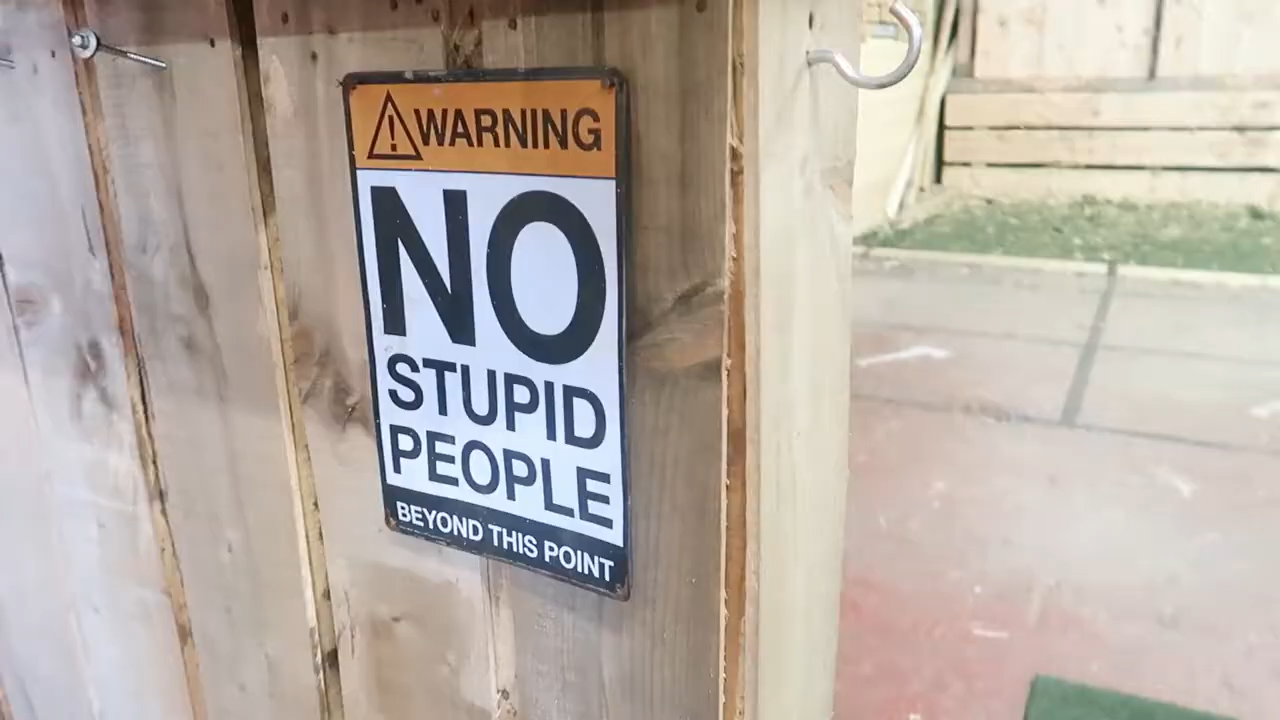 WARNING
NO
STUPID
PEOPLE
BEYOND THIS POINT